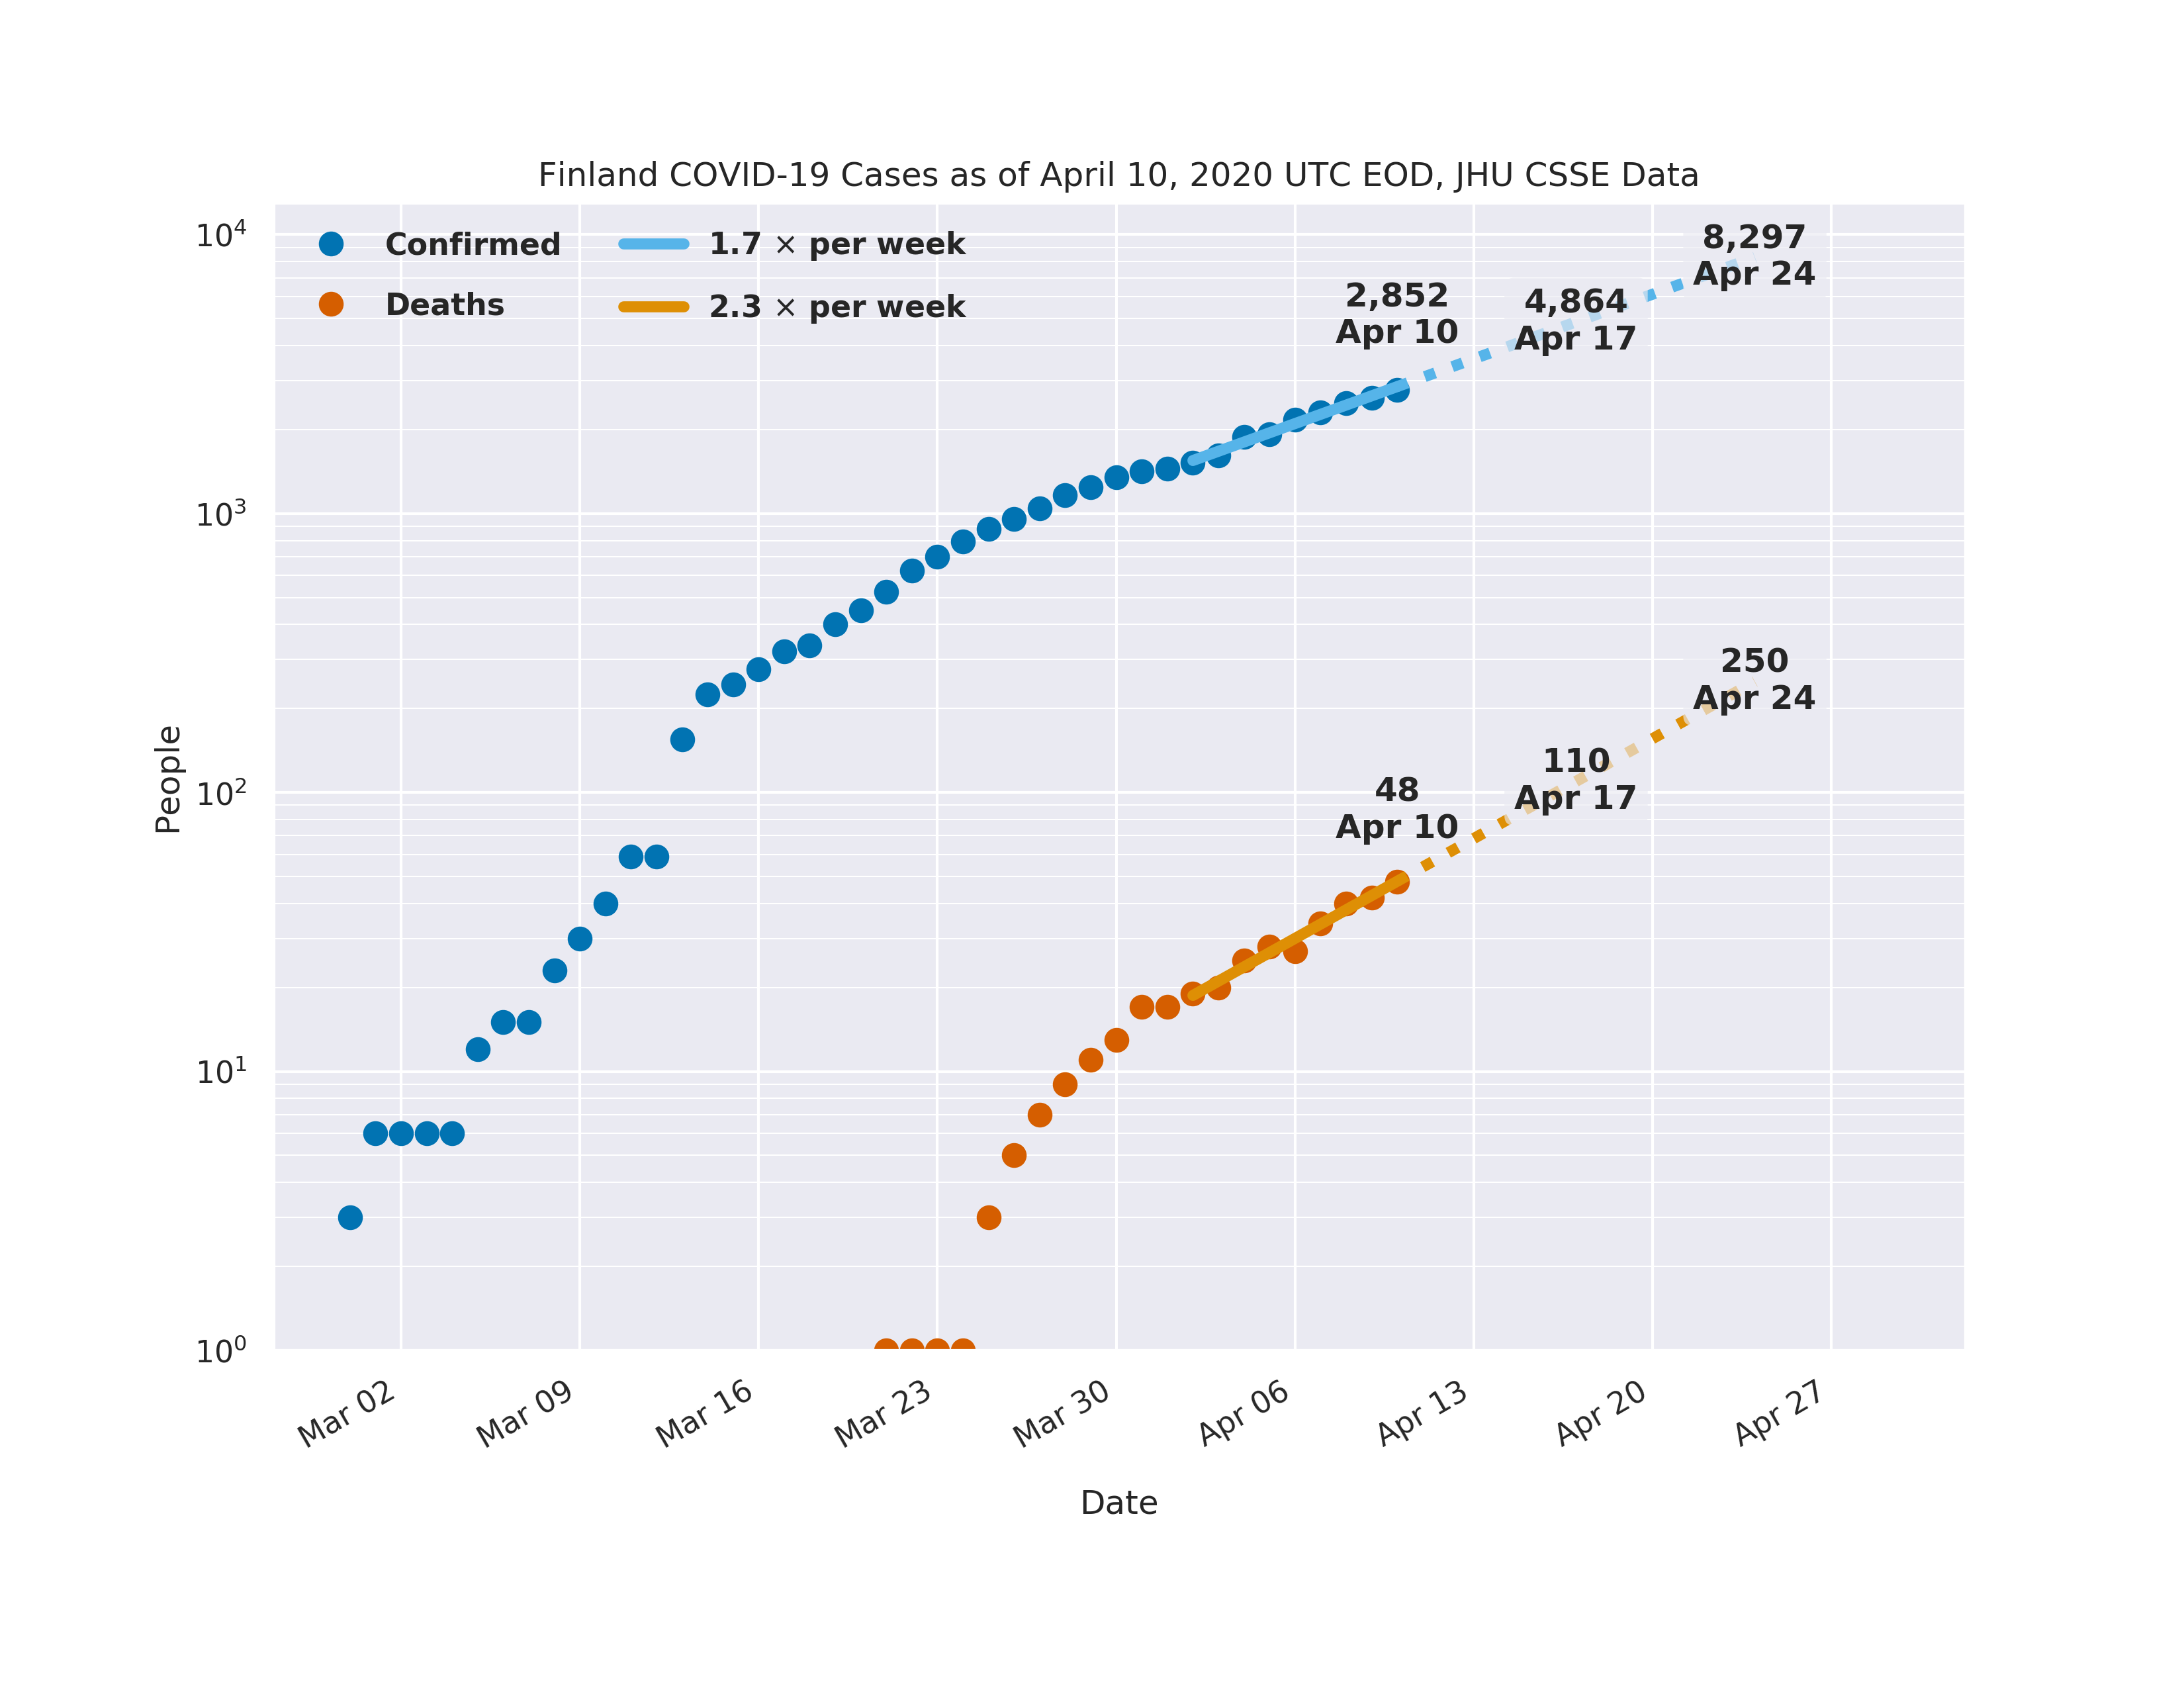 Finland COVID-19 Cases as of April 10, 2020 UTC EOD, JHU CSSE Data
Confirmed
Deaths
1.7 × per week
2.3 × per week
2,852
Apr 10
4,864
Apr 17
8,297
Apr 24
48
Apr 10
110
Apr 17
250
Apr 24
People
10⁴
10³
10²
10¹
10⁰
Mar 02
Mar 09
Mar 16
Mar 23
Mar 30
Apr 06
Apr 13
Apr 20
Apr 27
Date